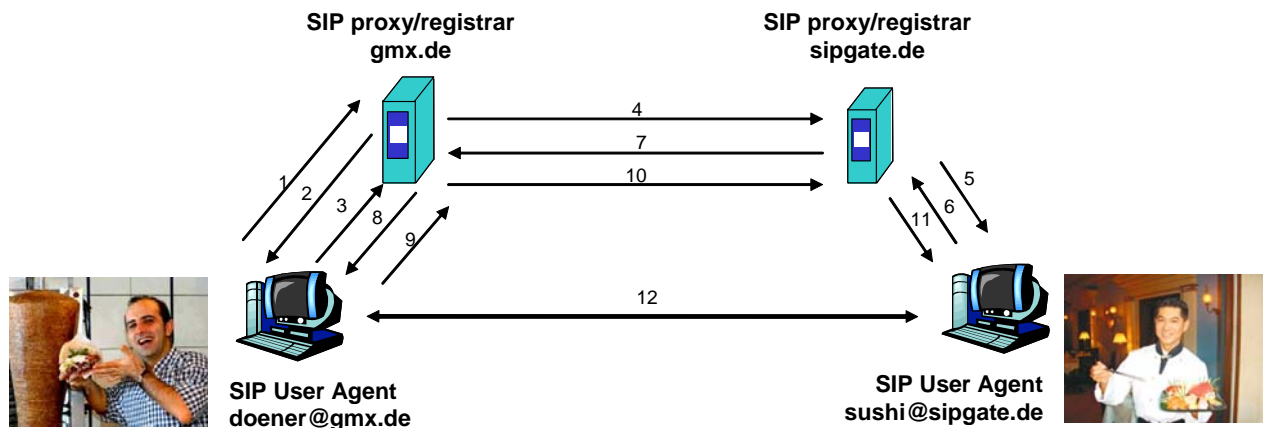 SIP proxy/registrar
gmx.de
SIP proxy/registrar
sipgate.de
4
7
10
1
2
3
8
9
5
6
11
12
SIP User Agent
doener@gmx.de
SIP User Agent
sushi@sipgate.de